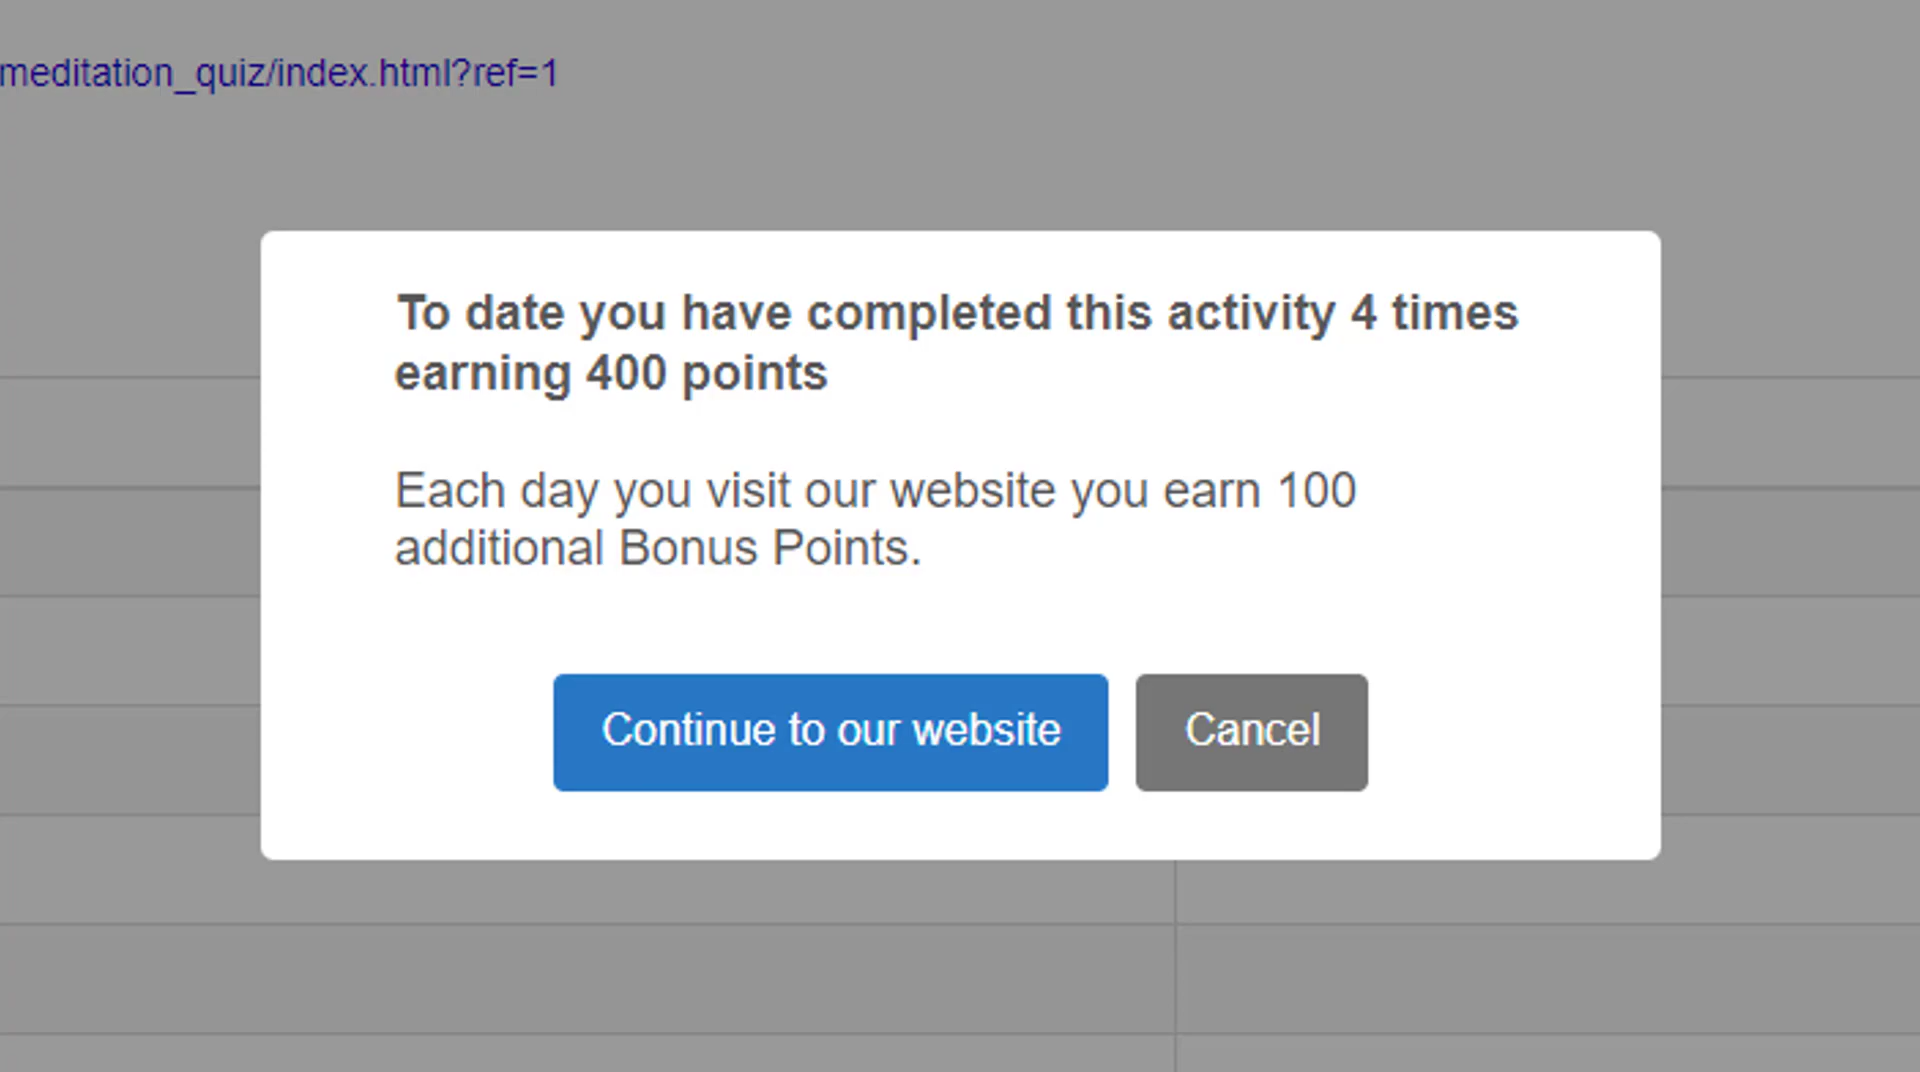 meditation_quiz/index.html?ref=1
To date you have completed this activity 4 times
earning 400 points
Each day you visit our website you earn 100
additional Bonus Points.
Continue to our website
Cancel